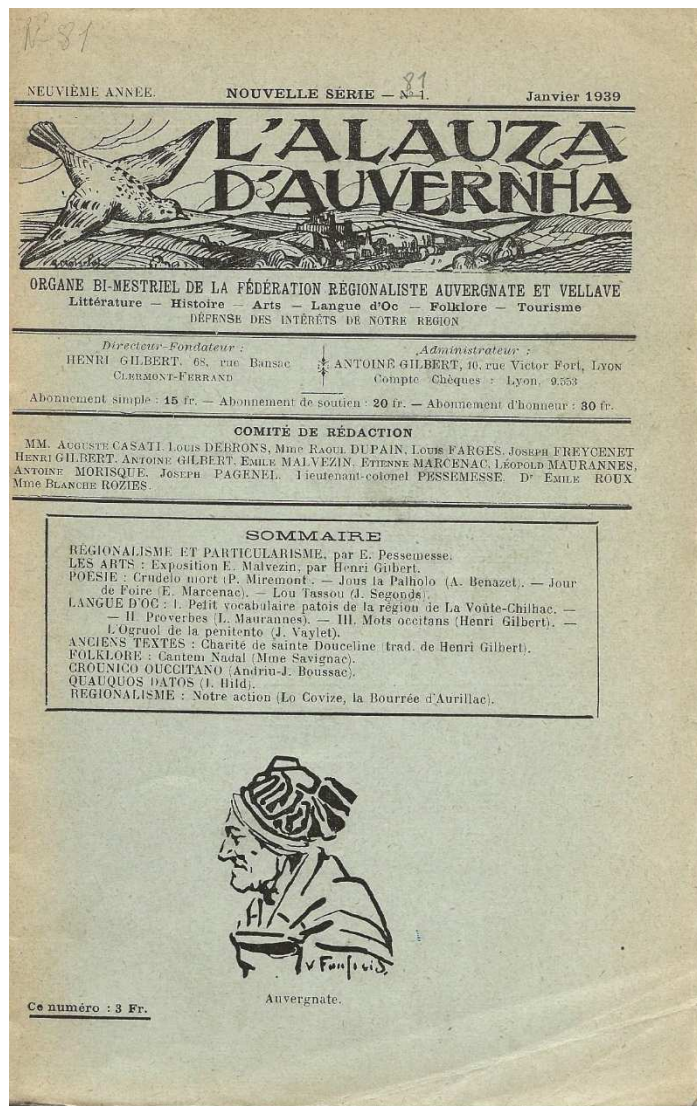 N° 81
NEUVIÈME ANNÉE. NOUVELLE SÉRIE — N° 1. Janvier 1939
81
L'ALAUZA
D'AUVERNHA
ORGANE BI-MESTRIEL DE LA FÉDÉRATION RÉGIONALISTE AUVERGNATE ET VELLAVE
Littérature — Histoire — Arts — Langue d'Oc — Folklore — Tourisme
DÉFENSE DES INTÉRÊTS DE NOTRE REGION
Directeur-Fondateur :
HENRI GILBERT, 68, rue Bansac
CLERMONT-FERRAND
Administrateur :
ANTOINE GILBERT, 10, rue Victor Fort, LYON
Compte Chèques : Lyon, 9.553
Abonnement simple : 15 fr. — Abonnement de soutien : 20 fr. — Abonnement d'honneur : 30 fr.
COMITÉ DE RÉDACTION
MM. AUGUSTE CASATI, LOUIS DEBRONS, Mme RAOUL DUPAIN, LOUIS FARGES, JOSEPH FREYCENET
HENRI GILBERT, ANTOINE GILBERT, EMILE MALVEZIN, ETIENNE MARCENAC, LÉOPOLD MAURANNES,
ANTOINE MORISQUE, JOSEPH PAGENEL, Lieutenant-colonel PESSEMESSE, Dr EMILE ROUX
Mme BLANCHE ROZIES.
SOMMAIRE
RÉGIONALISME ET PARTICULARISME, par E. Pessemesse.
LES ARTS : Exposition E. Malvezin, par Henri Gilbert.
POÉSIE : Crudelo mort (P. Miremont). — Jous la Palholo (A. Benazet). — Jour
de Foire (E. Marcenac). — Lou Tassou (J. Segonds).
LANGUE D'OC : I. Petit vocabulaire patois de la région de La Voûte-Chilhac. —
— II. Proverbes (L. Maurannes). — III. Mots occitans (Henri Gilbert). —
L'Ogruol de la penitento (J. Vaylet).
ANCIENS TEXTES : Charité de sainte Douceline (trad. de Henri Gilbert).
FOLKLORE : Cantem Nadal (Mme Savignac).
CROUNICO OUCCITANO (Andriu-J. Boussac).
QUAUQUOS DATOS (J. Hild).
REGIONALISME : Notre action (Lo Covize, la Bourrée d'Aurillac).
Auvergnate.
Ce numéro : 3 Fr.